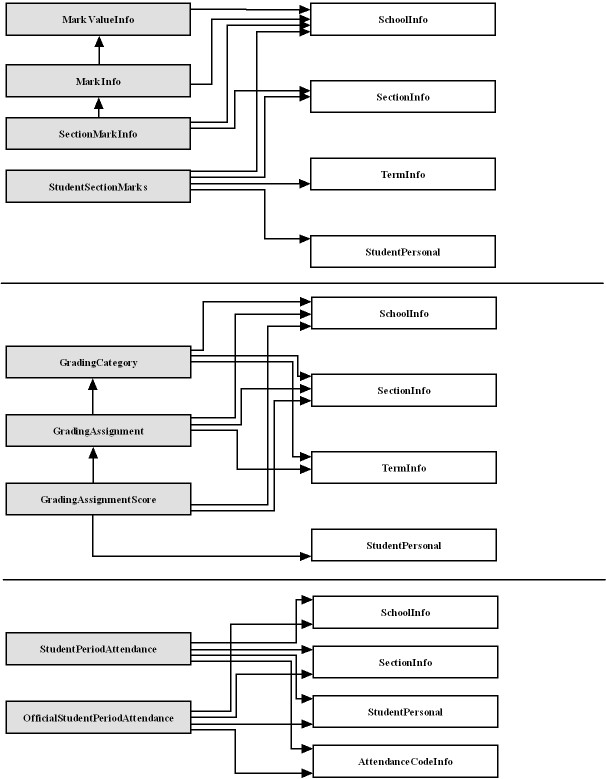 MarkValueInfo
SchoolInfo
MarkInfo
SectionInfo
SectionMarkInfo
StudentSectionMarks
TermInfo
StudentPersonal
SchoolInfo
GradingCategory
SectionInfo
GradingAssignment
TermInfo
GradingAssignmentScore
StudentPersonal
SchoolInfo
StudentPeriodAttendance
SectionInfo
OfficialStudentPeriodAttendance
StudentPersonal
AttendanceCodeInfo